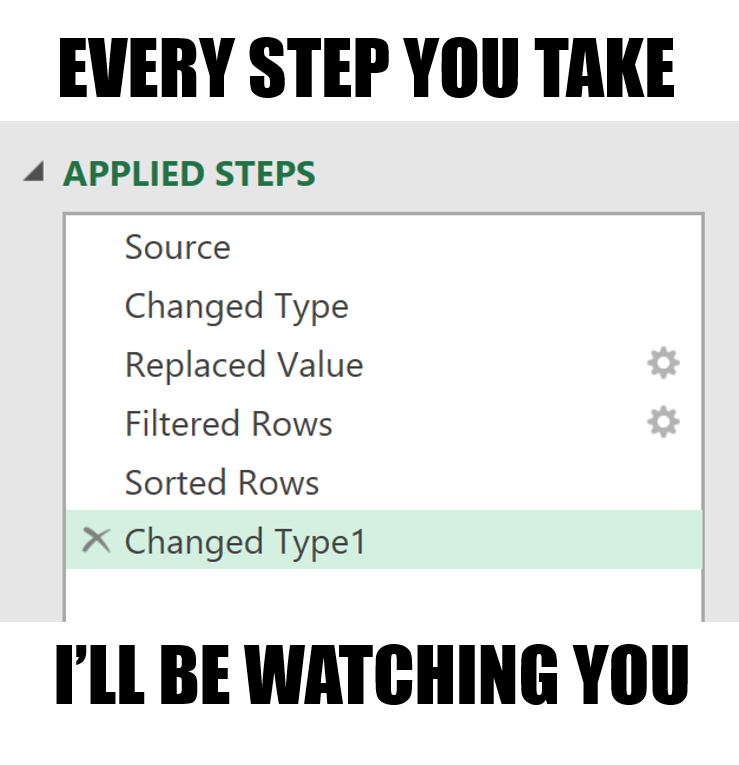 EVERY STEP YOU TAKE
APPLIED STEPS
Source
Changed Type
Replaced Value
Filtered Rows
Sorted Rows
Changed Type1
I’LL BE WATCHING YOU